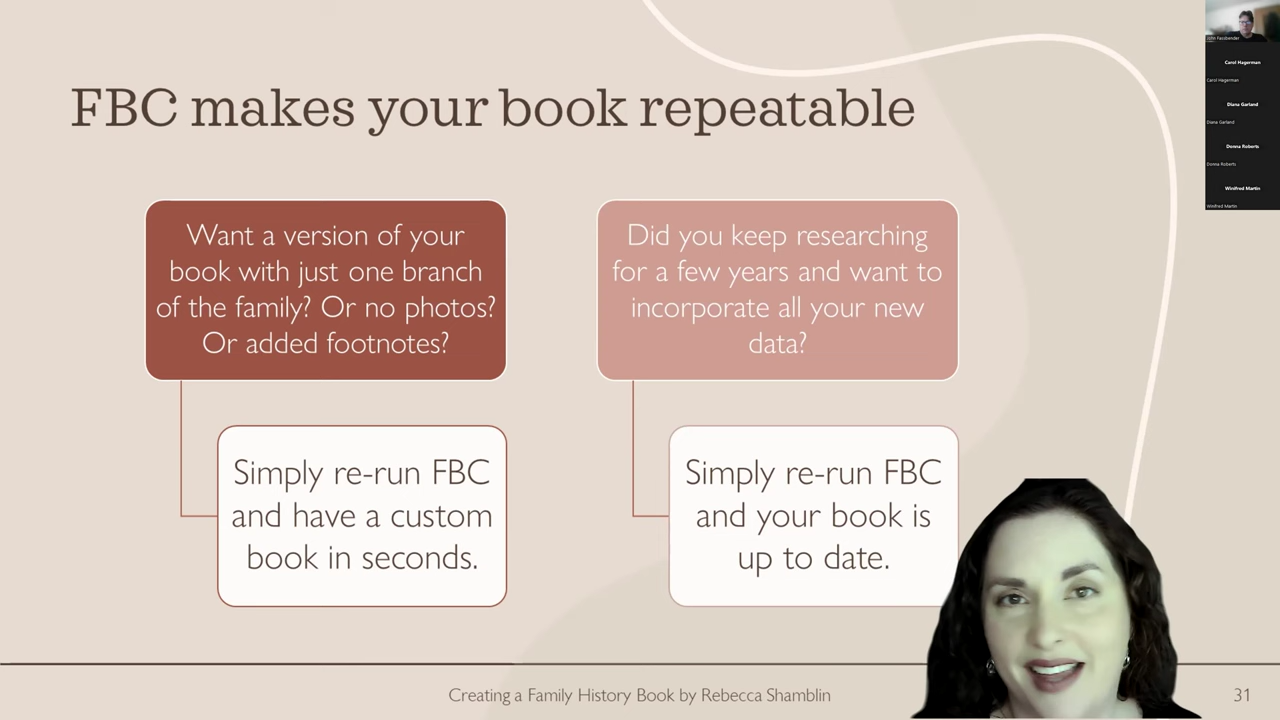 FBC makes your book repeatable
Want a version of your
book with just one branch
of the family? Or no photos?
Or added footnotes?
Simply re-run FBC
and have a custom
book in seconds.
Did you keep researching
for a few years and want to
incorporate all your new
data?
Simply re-run FBC
and your book is
up to date.
Creating a Family History Book by Rebecca Shamblin
31
John Fassbender
Carol Hagerman
Carol Hagerman
Diana Garland
Diana Garland
Donna Roberts
Donna Roberts
Winifred Martin
Winifred Martin